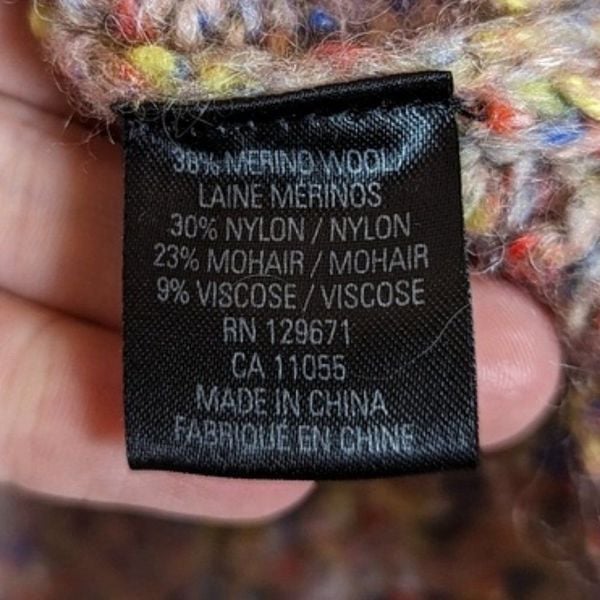 38% MERINO WOOL/
LAINE MERINOS
30% NYLON / NYLON
23% MOHAIR / MOHAIR
9% VISCOSE / VISCOSE
RN 129671
CA 11055
MADE IN CHINA
FABRIQUÉ EN CHINE